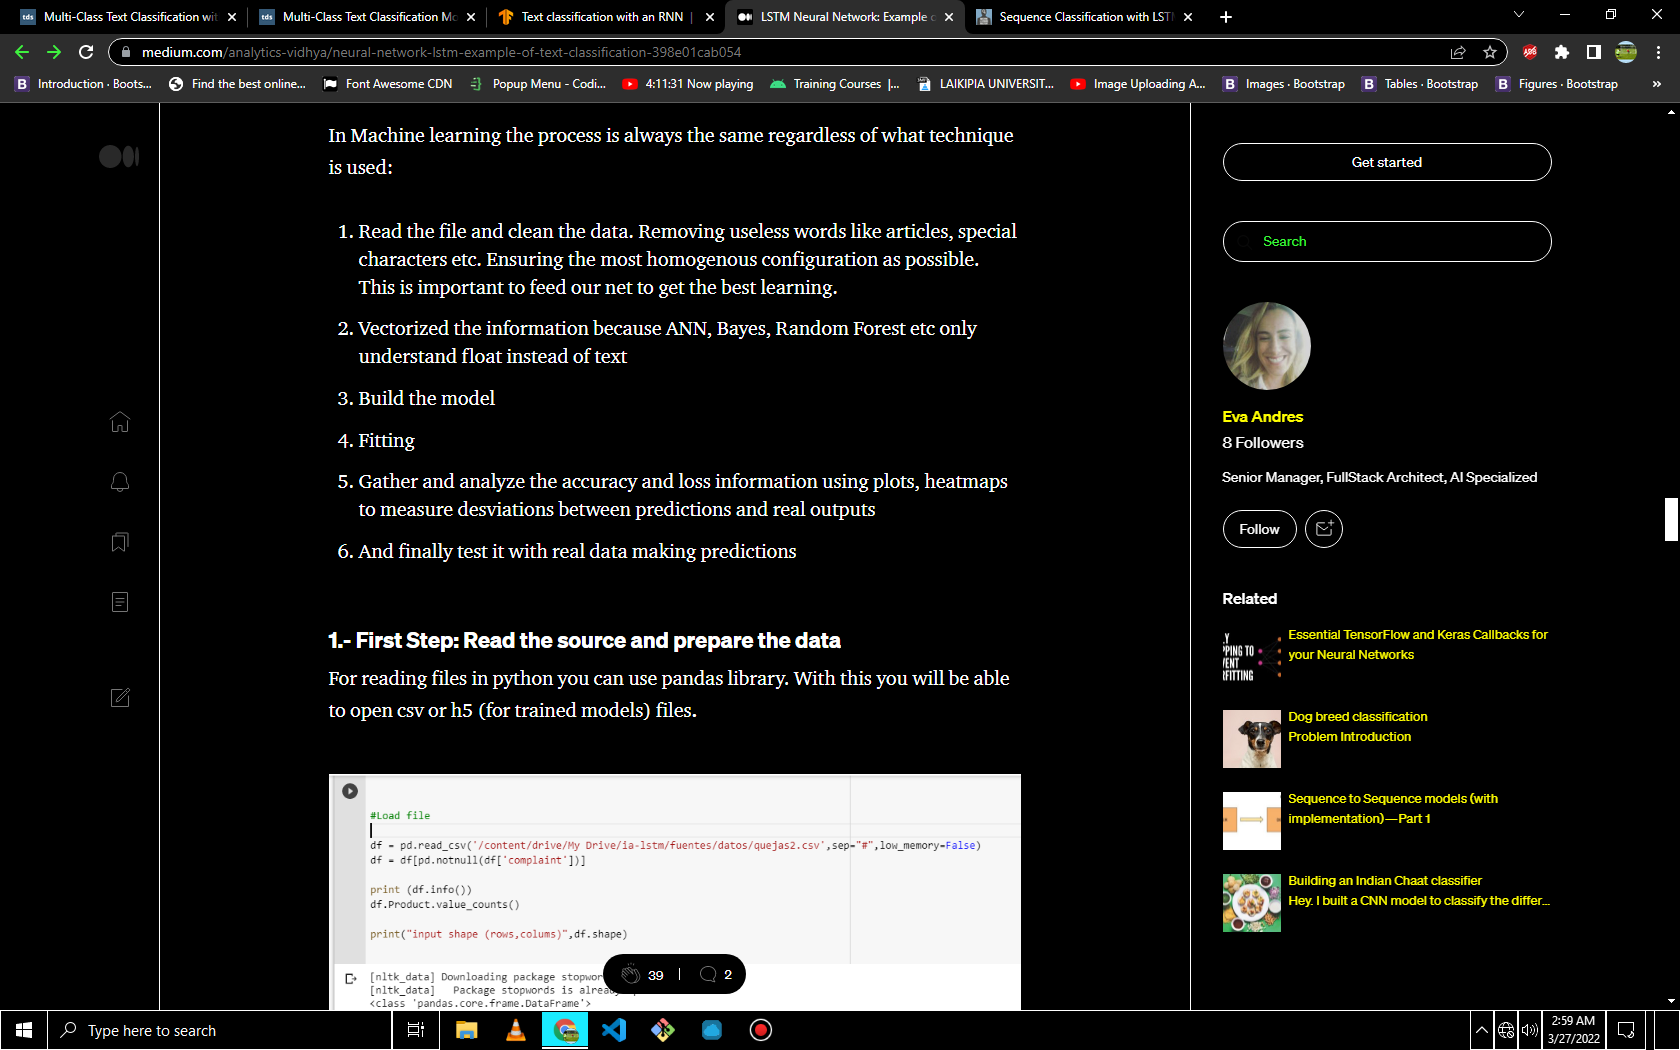 Multi-Class Text Classification wit
Multi-Class Text Classification Mo
Text classification with an RNN |
LSTM Neural Network: Example o
Sequence Classification with LST
medium.com/analytics-vidhya/neural-network-lstm-example-of-text-classification-398e01cab054
Introduction · Boots...
Find the best online...
Font Awesome CDN
Popup Menu - Codi...
4:11:31 Now playing
Training Courses |...
LAIKIPIA UNIVERSIT...
Image Uploading A...
Images · Bootstrap
Tables · Bootstrap
Figures · Bootstrap
»
In Machine learning the process is always the same regardless of what technique
is used:
1. Read the file and clean the data. Removing useless words like articles, special
characters etc. Ensuring the most homogenous configuration as possible.
This is important to feed our net to get the best learning.
2. Vectorized the information because ANN, Bayes, Random Forest etc only
understand float instead of text
3. Build the model
4. Fitting
5. Gather and analyze the accuracy and loss information using plots, heatmaps
to measure desviations between predictions and real outputs
6. And finally test it with real data making predictions
1.- First Step: Read the source and prepare the data
For reading files in python you can use pandas library. With this you will be able
to open csv or h5 (for trained models) files.
#Load file
df = pd.read_csv('/content/drive/My Drive/ia-lstm/fuentes/datos/quejas2.csv',sep="#",low_memory=False)
df = df[pd.notnull(df['complaint'])]
print (df.info())
df.Product.value_counts()
print("input shape (rows,colums)",df.shape)
[nltk_data] Downloading package stopwor
[nltk_data]   Package stopwords is alrea
<class 'pandas.core.frame.DataFrame'>
39 | 2
Get started
Search
Eva Andres
8 Followers
Senior Manager, FullStack Architect, AI Specialized
Follow
Related
Essential TensorFlow and Keras Callbacks for
your Neural Networks
Dog breed classification
Problem Introduction
Sequence to Sequence models (with
implementation)—Part 1
Building an Indian Chaat classifier
Hey. I built a CNN model to classify the differ...
Type here to search
2:59 AM
3/27/2022